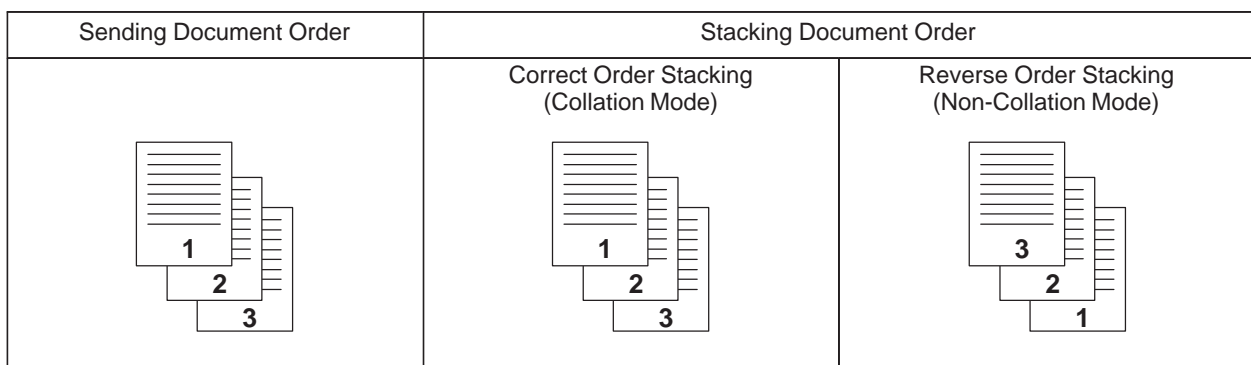 Sending Document Order
Stacking Document Order
Correct Order Stacking
(Collation Mode)
Reverse Order Stacking
(Non-Collation Mode)
1
2
3
1
2
3
3
2
1